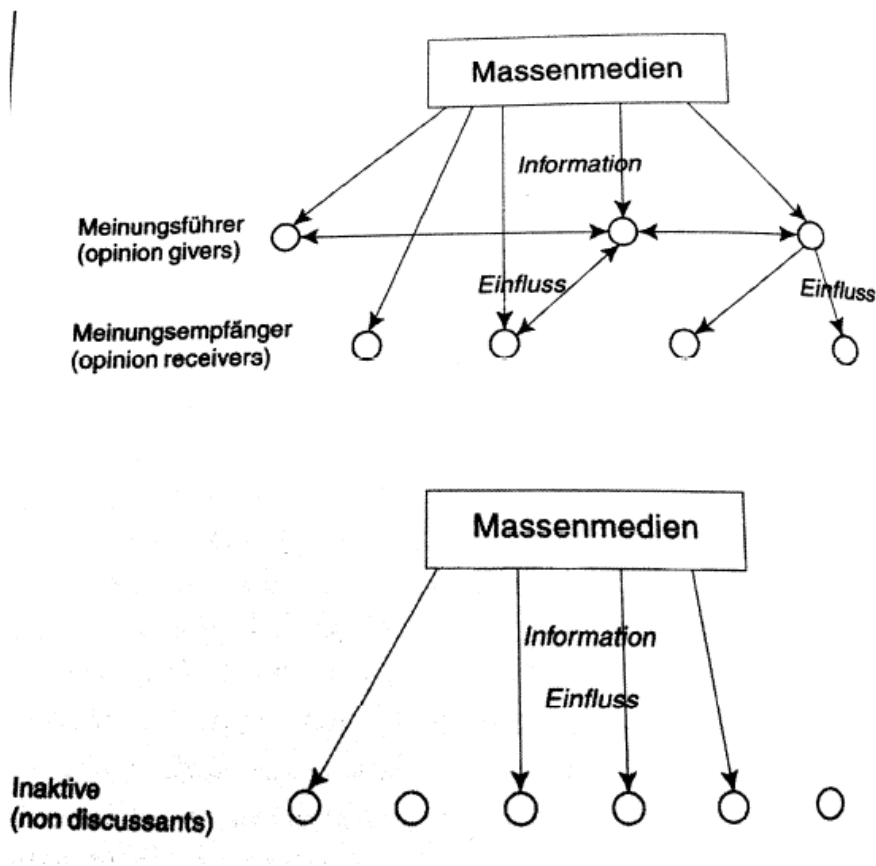 Massenmedien
Information
Meinungsführer
(opinion givers)
Einfluss
Einfluss
Meinungsempfänger
(opinion receivers)
Massenmedien
Information
Einfluss
Inaktive
(non discussants)